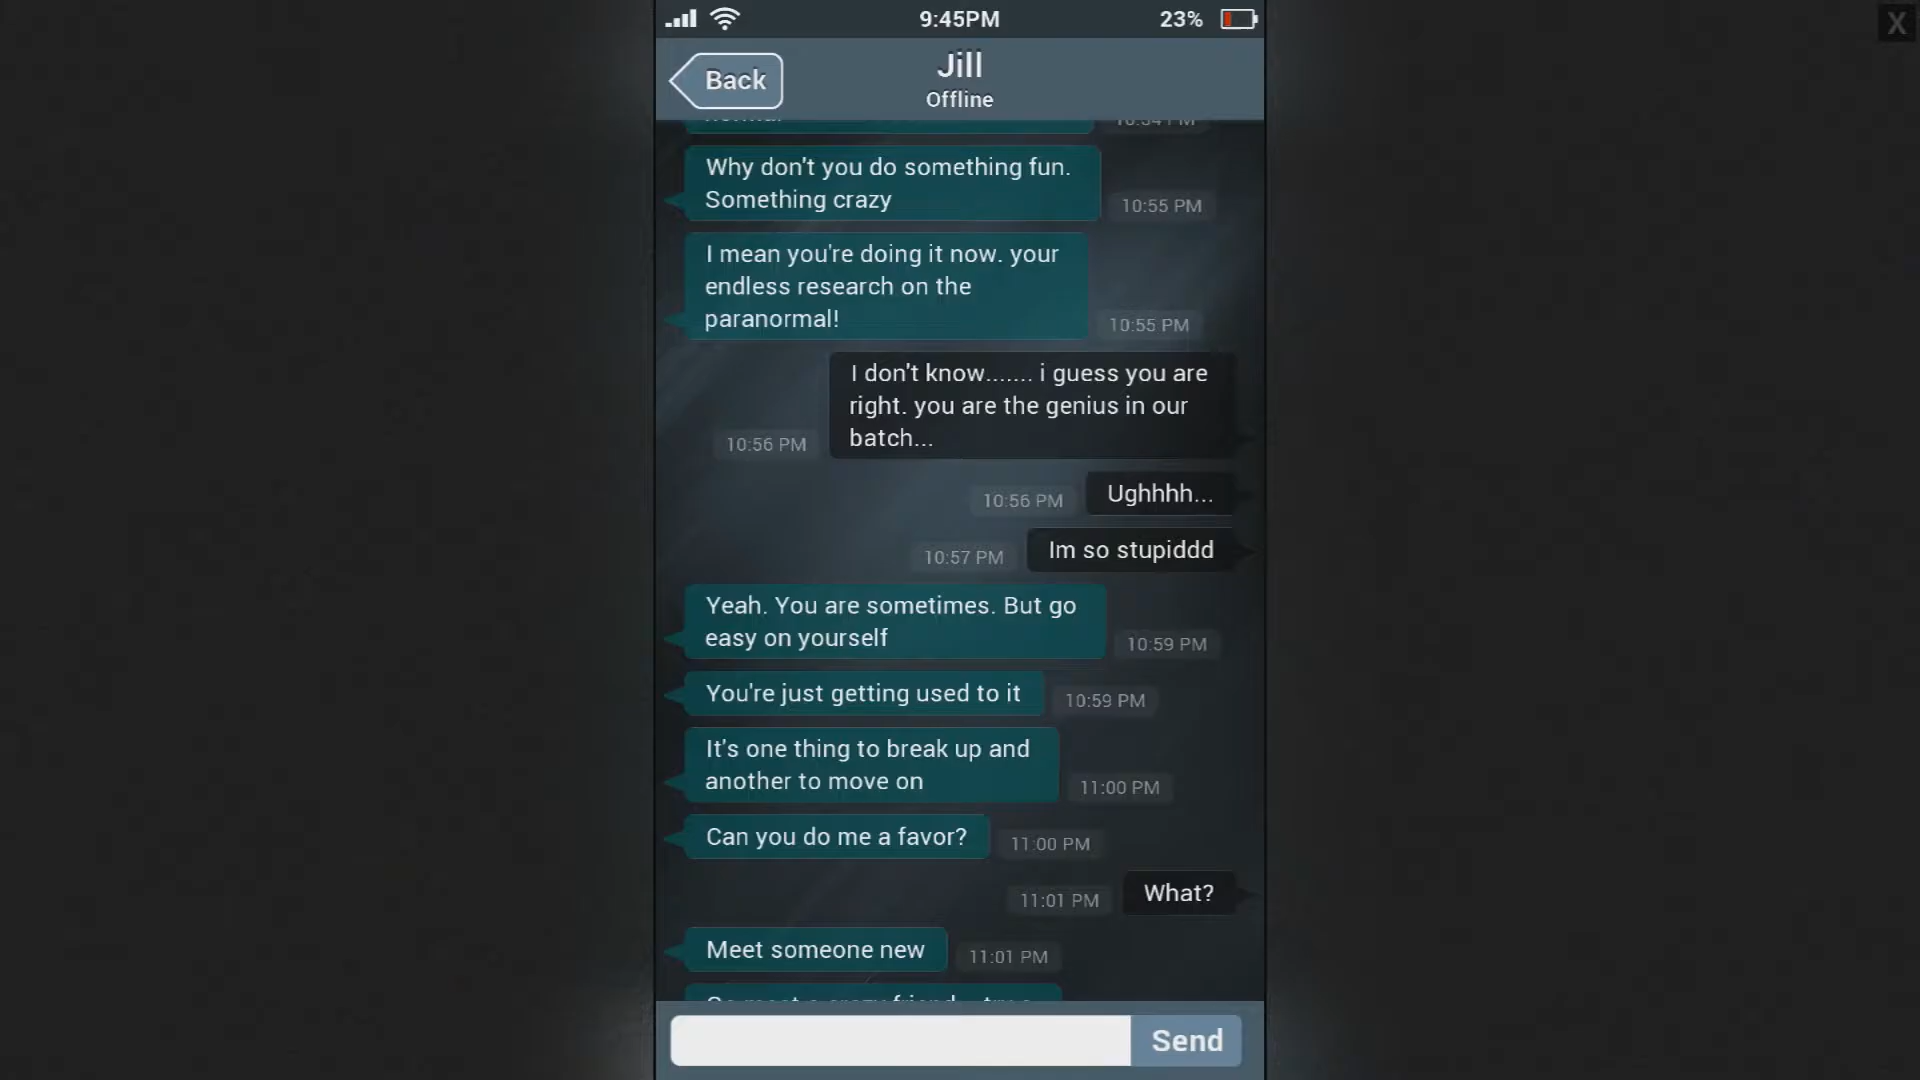 9:45PM
23%
X
Back
Jill
Offline
Why don't you do something fun.
Something crazy
10:55 PM
I mean you're doing it now. your
endless research on the
paranormal!
10:55 PM
I don't know....... i guess you are
right. you are the genius in our
batch...
10:56 PM
Ughhhh...
10:56 PM
Im so stupiddd
10:57 PM
Yeah. You are sometimes. But go
easy on yourself
10:59 PM
You're just getting used to it
10:59 PM
It's one thing to break up and
another to move on
11:00 PM
Can you do me a favor?
11:00 PM
What?
11:01 PM
Meet someone new
11:01 PM
Send